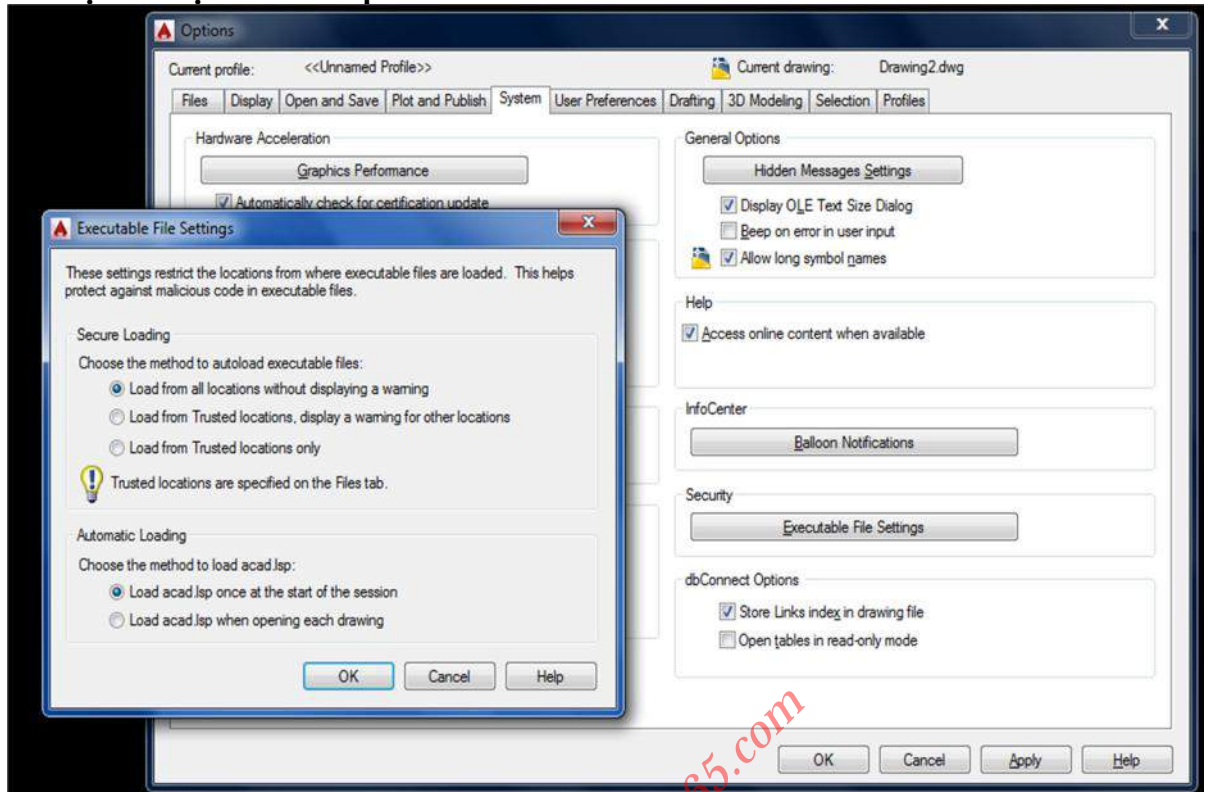 Options
X
Current profile: <<Unnamed Profile>> Current drawing: Drawing2.dwg
Files Display Open and Save Plot and Publish System User Preferences Drafting 3D Modeling Selection Profiles
Hardware Acceleration
Graphics Performance
Automatically check for certification update
General Options
Hidden Messages Settings
Display OLE Text Size Dialog
Beep on error in user input
Allow long symbol names
Help
Access online content when available
InfoCenter
Balloon Notifications
Security
Executable File Settings
dbConnect Options
Store Links index in drawing file
Open tables in read-only mode
OK Cancel Apply Help
Executable File Settings
X
These settings restrict the locations from where executable files are loaded. This helps
protect against malicious code in executable files.
Secure Loading
Choose the method to autoload executable files:
Load from all locations without displaying a warning
Load from Trusted locations, display a warning for other locations
Load from Trusted locations only
Trusted locations are specified on the Files tab.
Automatic Loading
Choose the method to load acad.lsp:
Load acad.lsp once at the start of the session
Load acad.lsp when opening each drawing
OK Cancel Help
5.com